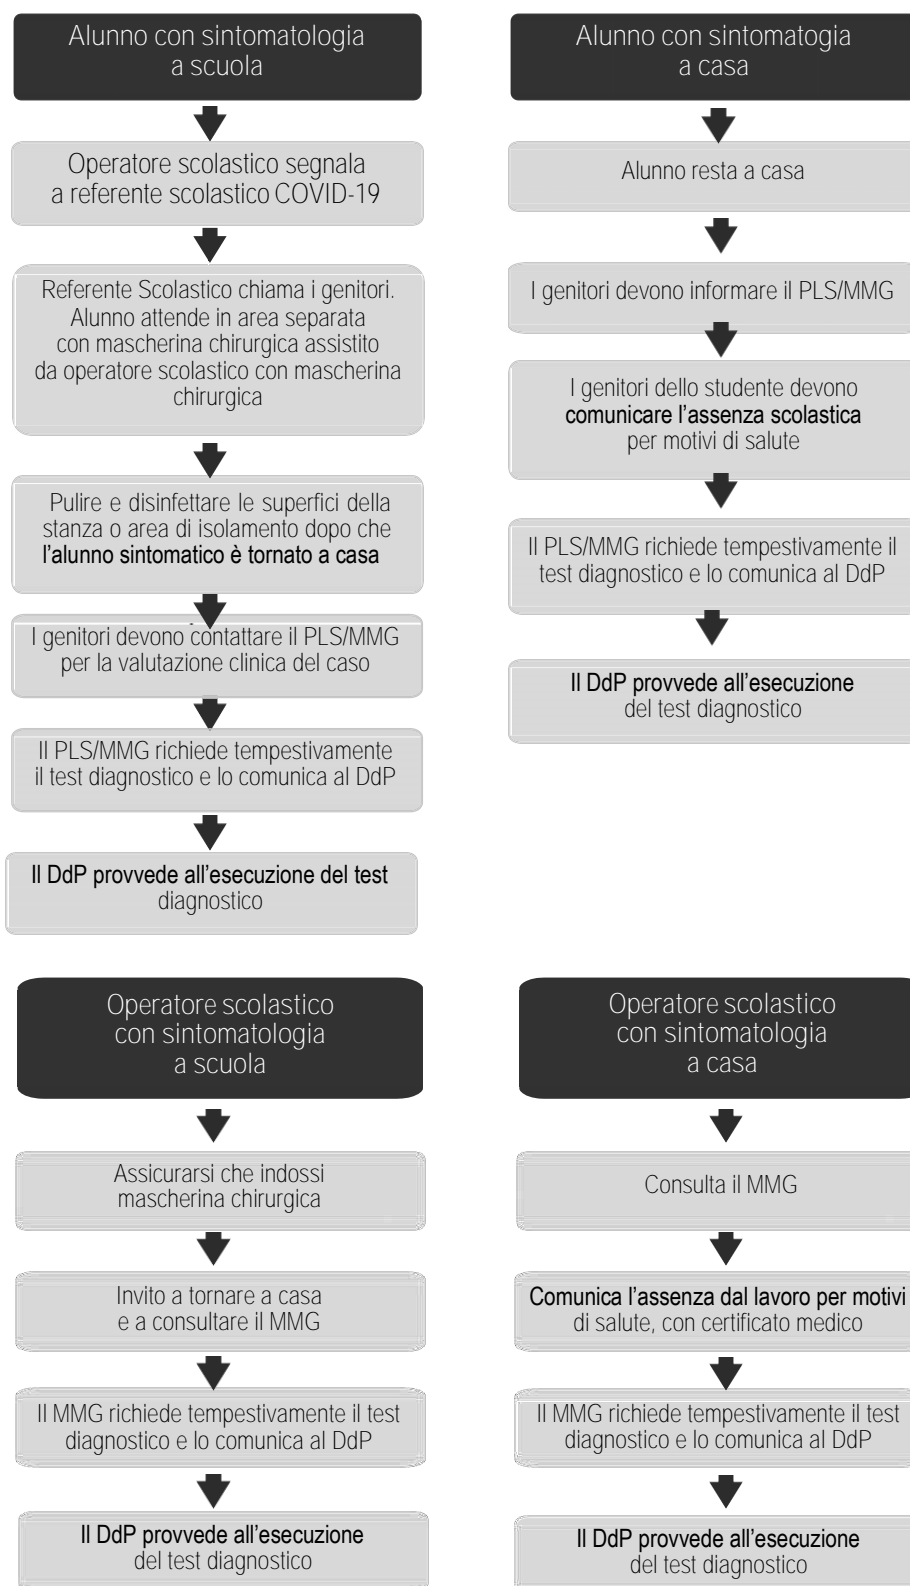 Alunno con sintomatologia
a scuola
Operatore scolastico segnala
a referente scolastico COVID-19
Referente Scolastico chiama i genitori.
Alunno attende in area separata
con mascherina chirurgica assistito
da operatore scolastico con mascherina
chirurgica
Pulire e disinfettare le superfici della
stanza o area di isolamento dopo che
l'alunno sintomatico è tornato a casa
I genitori devono contattare il PLS/MMG
per la valutazione clinica del caso
Il PLS/MMG richiede tempestivamente
il test diagnostico e lo comunica al DdP
Il DdP provvede all'esecuzione del test
diagnostico
Alunno con sintomatogia
a casa
Alunno resta a casa
I genitori devono informare il PLS/MMG
I genitori dello studente devono
comunicare l'assenza scolastica
per motivi di salute
Il PLS/MMG richiede tempestivamente il
test diagnostico e lo comunica al DdP
Il DdP provvede all'esecuzione
del test diagnostico
Operatore scolastico
con sintomatologia
a scuola
Assicurarsi che indossi
mascherina chirurgica
Invito a tornare a casa
e a consultare il MMG
Il MMG richiede tempestivamente il test
diagnostico e lo comunica al DdP
Il DdP provvede all'esecuzione
del test diagnostico
Operatore scolastico
con sintomatologia
a casa
Consulta il MMG
Comunica l'assenza dal lavoro per motivi
di salute, con certificato medico
Il MMG richiede tempestivamente il test
diagnostico e lo comunica al DdP
Il DdP provvede all'esecuzione
del test diagnostico